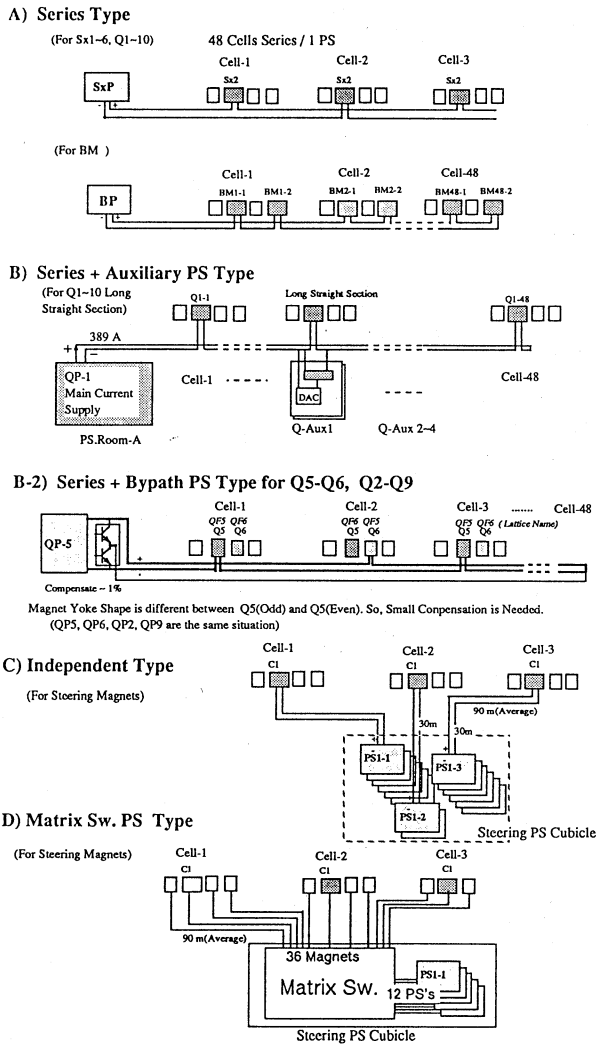 A) Series Type
(For Sx1~6, Q1~10)
48 Cells Series / 1 PS
Cell-1 Cell-2 Cell-3
SxP Sx2 Sx2 Sx2
- +
(For BM )
Cell-1 Cell-2 Cell-48
BP BM1-1 BM1-2 BM2-1 BM2-2 BM48-1 BM48-2
- +
B) Series + Auxiliary PS Type
(For Q1~10 Long
Straight Section)
Q1-1 Long Straight Section Q1-48
389 A
+ −
QP-1
Main Current
Supply
PS.Room-A
Cell-1 Cell-48
DAC
Q-Aux1 Q-Aux 2~4
B-2) Series + Bypath PS Type for Q5-Q6, Q2-Q9
Cell-1 Cell-2 Cell-3 ....... Cell-48
QF5 QF6 QF6 QF5 QF5 QF6 ( Lattice Name)
Q5 Q6 Q5 Q6 Q5 Q6
QP-5
+
-
Compensate ~ 1%
Magnet Yoke Shape is different between Q5(Odd) and Q5(Even). So, Small Conpensation is Needed.
(QP5, QP6, QP2, QP9 are the same situation)
C) Independent Type
(For Steering Magnets)
Cell-1 Cell-2 Cell-3
C1 C1 C1
30m 30m 90 m(Average)
PS1-1 PS1-3
PS1-2
Steering PS Cubicle
D) Matrix Sw. PS Type
(For Steering Magnets)
Cell-1 Cell-2 Cell-3
C1 C1 C1
90 m(Average)
36 Magnets
Matrix Sw.
PS1-1
12 PS's
Steering PS Cubicle